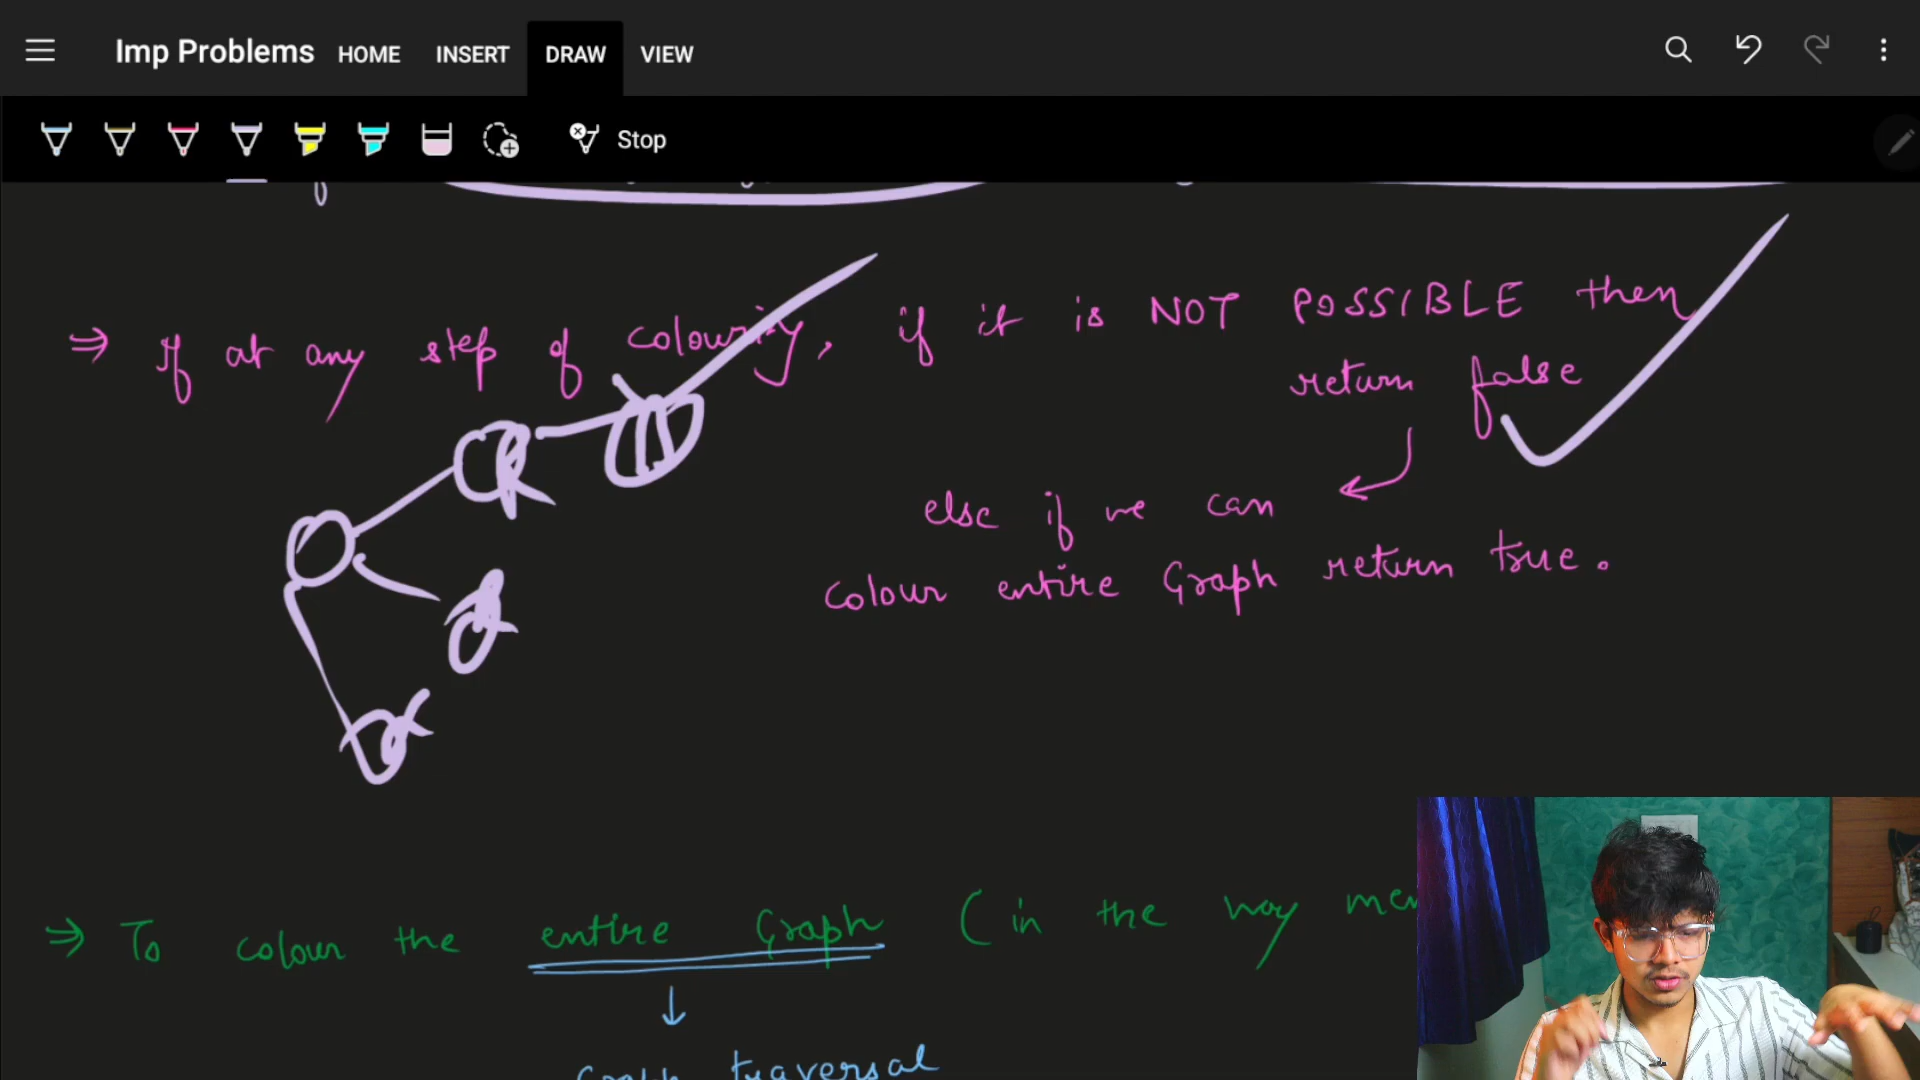 Imp Problems HOME INSERT DRAW VIEW
Stop
⇒ If at any step of colouring, if it is NOT POSSIBLE then
return false
else if we can
colour entire Graph return true.
⇒ To colour the entire Graph (in the way men
Graph traversal